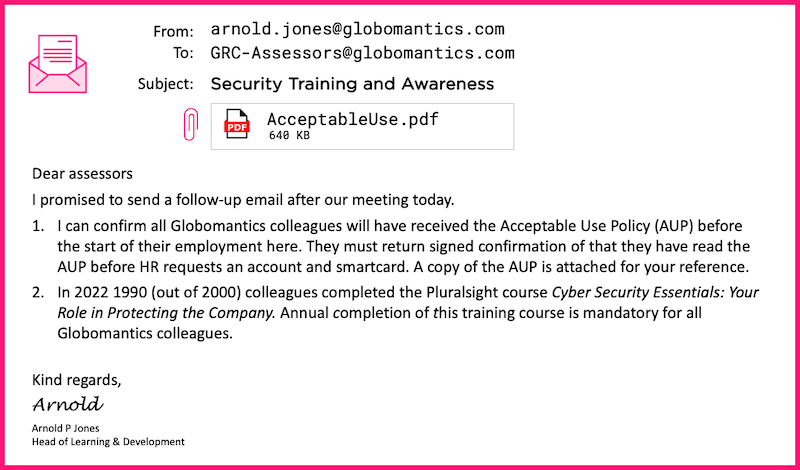 From: arnold.jones@globomantics.com
To: GRC-Assessors@globomantics.com
Subject: Security Training and Awareness
PDF AcceptableUse.pdf
640 KB
Dear assessors
I promised to send a follow-up email after our meeting today.
1. I can confirm all Globomantics colleagues will have received the Acceptable Use Policy (AUP) before
the start of their employment here. They must return signed confirmation of that they have read the
AUP before HR requests an account and smartcard. A copy of the AUP is attached for your reference.
2. In 2022 1990 (out of 2000) colleagues completed the Pluralsight course Cyber Security Essentials: Your
Role in Protecting the Company. Annual completion of this training course is mandatory for all
Globomantics colleagues.
Kind regards,
Arnold
Arnold P Jones
Head of Learning & Development